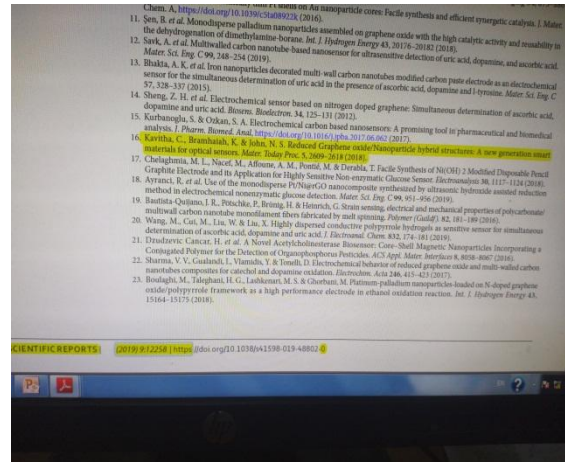 Chem. A, https://doi.org/10.1039/c5ta08922k (2016).
11. Şen, B. et al. Monodisperse palladium nanoparticles assembled on graphene oxide with the high catalytic activity and reusability in
the dehydrogenation of dimethylamine-borane. Int. J. Hydrogen Energy 43, 20176–20182 (2018).
12. Savk, A. et al. Multiwalled carbon nanotube-based nanosensor for ultrasensitive detection of uric acid, dopamine, and ascorbic acid.
Mater. Sci. Eng. C 99, 248–254 (2019).
13. Bhakta, A. K. et al. Iron nanoparticles decorated multi-wall carbon nanotubes modified carbon paste electrode as an electrochemical
sensor for the simultaneous determination of uric acid in the presence of ascorbic acid, dopamine and l-tyrosine. Mater. Sci. Eng. C
57, 328–337 (2015).
14. Sheng, Z. H. et al. Electrochemical sensor based on nitrogen doped graphene: Simultaneous determination of ascorbic acid,
dopamine and uric acid. Biosens. Bioelectron. 34, 125–131 (2012).
15. Kurbanoglu, S. & Ozkan, S. A. Electrochemical carbon based nanosensors: A promising tool in pharmaceutical and biomedical
analysis. J. Pharm. Biomed. Anal. https://doi.org/10.1016/j.jpba.2017.06.062 (2017).
16. Kavitha, C., Bramhaiah, K. & John, N. S. Reduced Graphene oxide/Nanoparticle hybrid structures: A new generation smart
materials for optical sensors. Mater. Today Proc. 5, 2609–2618 (2018).
17. Chelaghmia, M. L., Nacef, M., Affoune, A. M., Pontié, M. & Derabla, T. Facile Synthesis of Ni(OH) 2 Modified Disposable Pencil
Graphite Electrode and its Application for Highly Sensitive Non-enzymatic Glucose Sensor. Electroanalysis 30, 1117–1124 (2018).
18. Ayranci, R. et al. Use of the monodisperse Pt/Ni@rGO nanocomposite synthesized by ultrasonic hydroxide assisted reduction
method in electrochemical nonenzymatic glucose detection. Mater. Sci. Eng. C 99, 951–956 (2019).
19. Bautista-Quijano, J. R., Pötschke, P., Brünig, H. & Heinrich, G. Strain sensing, electrical and mechanical properties of polycarbonate/
multiwall carbon nanotube monofilament fibers fabricated by melt spinning. Polymer (Guildf). 82, 181–189 (2016).
20. Wang, M., Cui, M., Liu, W. & Liu, X. Highly dispersed conductive polypyrrole hydrogels as sensitive sensor for simultaneous
determination of ascorbic acid, dopamine and uric acid. J. Electroanal. Chem. 832, 174–181 (2019).
21. Dzudzevic Cancar, H. et al. A Novel Acetylcholinesterase Biosensor: Core–Shell Magnetic Nanoparticles Incorporating a
Conjugated Polymer for the Detection of Organophosphorus Pesticides. ACS Appl. Mater. Interfaces 8, 8058–8067 (2016).
22. Sharma, V. V., Gualandi, I., Vlamidis, Y. & Tonelli, D. Electrochemical behavior of reduced graphene oxide and multi-walled carbon
nanotubes composites for catechol and dopamine oxidation. Electrochim. Acta 246, 415–423 (2017).
23. Boulaghi, M., Taleghani, H. G., Lashkenari, M. S. & Ghorbani, M. Platinum-palladium nanoparticles-loaded on N-doped graphene
oxide/polypyrrole framework as a high performance electrode in ethanol oxidation reaction. Int. J. Hydrogen Energy 43,
15164–15175 (2018).
CIENTIFIC REPORTS | (2019) 9:12258 | https://doi.org/10.1038/s41598-019-48802-0